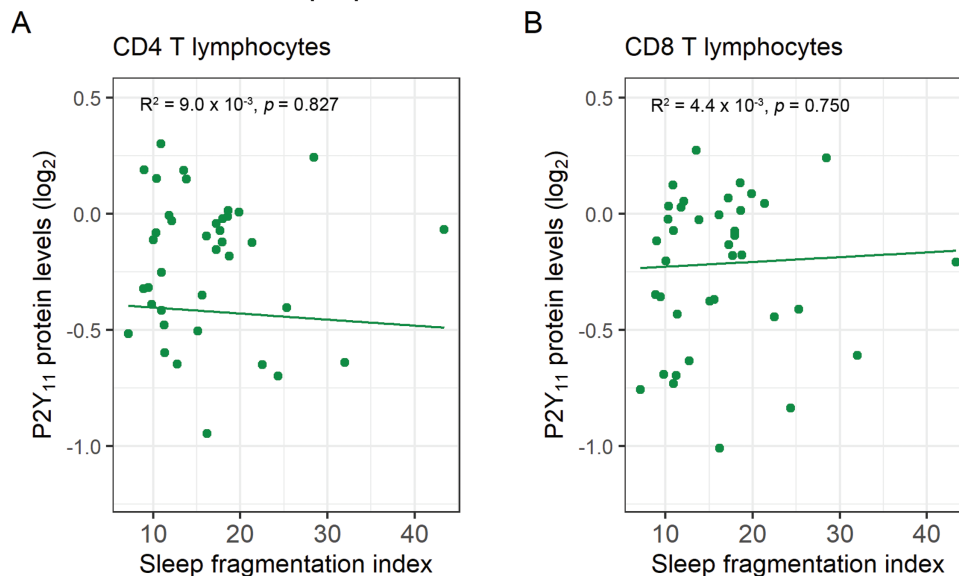 A
CD4 T lymphocytes
R² = 9.0 x 10⁻³, p = 0.827
0.5
0.0
-0.5
-1.0
P2Y₁₁ protein levels (log₂)
10 20 30 40
Sleep fragmentation index
B
CD8 T lymphocytes
R² = 4.4 x 10⁻³, p = 0.750
0.5
0.0
-0.5
-1.0
P2Y₁₁ protein levels (log₂)
10 20 30 40
Sleep fragmentation index